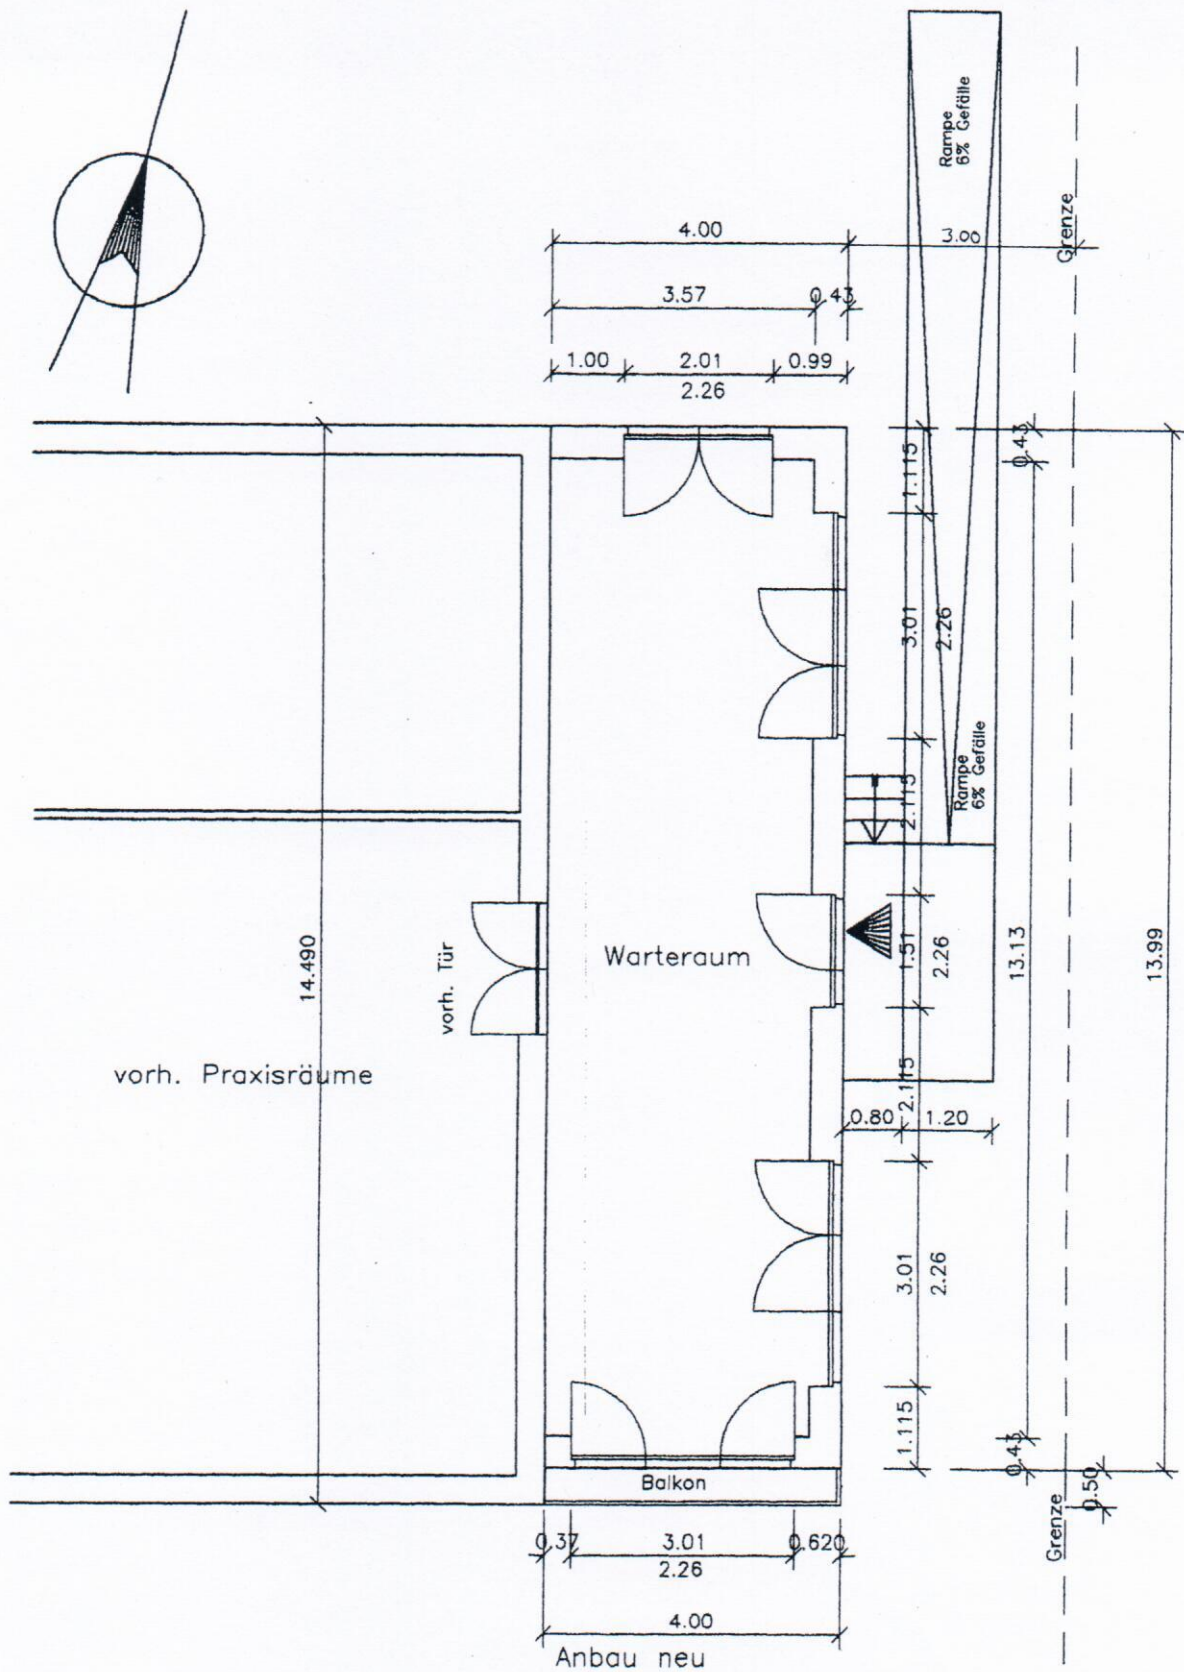 Rampe
6% Gefälle
Grenze
4.00
3.00
3.57
0.43
1.00
2.01
0.99
2.26
0.43
1.115
3.01
2.26
Rampe
6% Gefälle
2.115
14.490
vorh. Tür
Warteraum
1.51
2.26
13.13
13.99
vorh. Praxisräume
2.115
0.80
1.20
3.01
2.26
1.115
0.43
0.50
Balkon
Grenze
0.37
3.01
0.620
2.26
4.00
Anbau neu